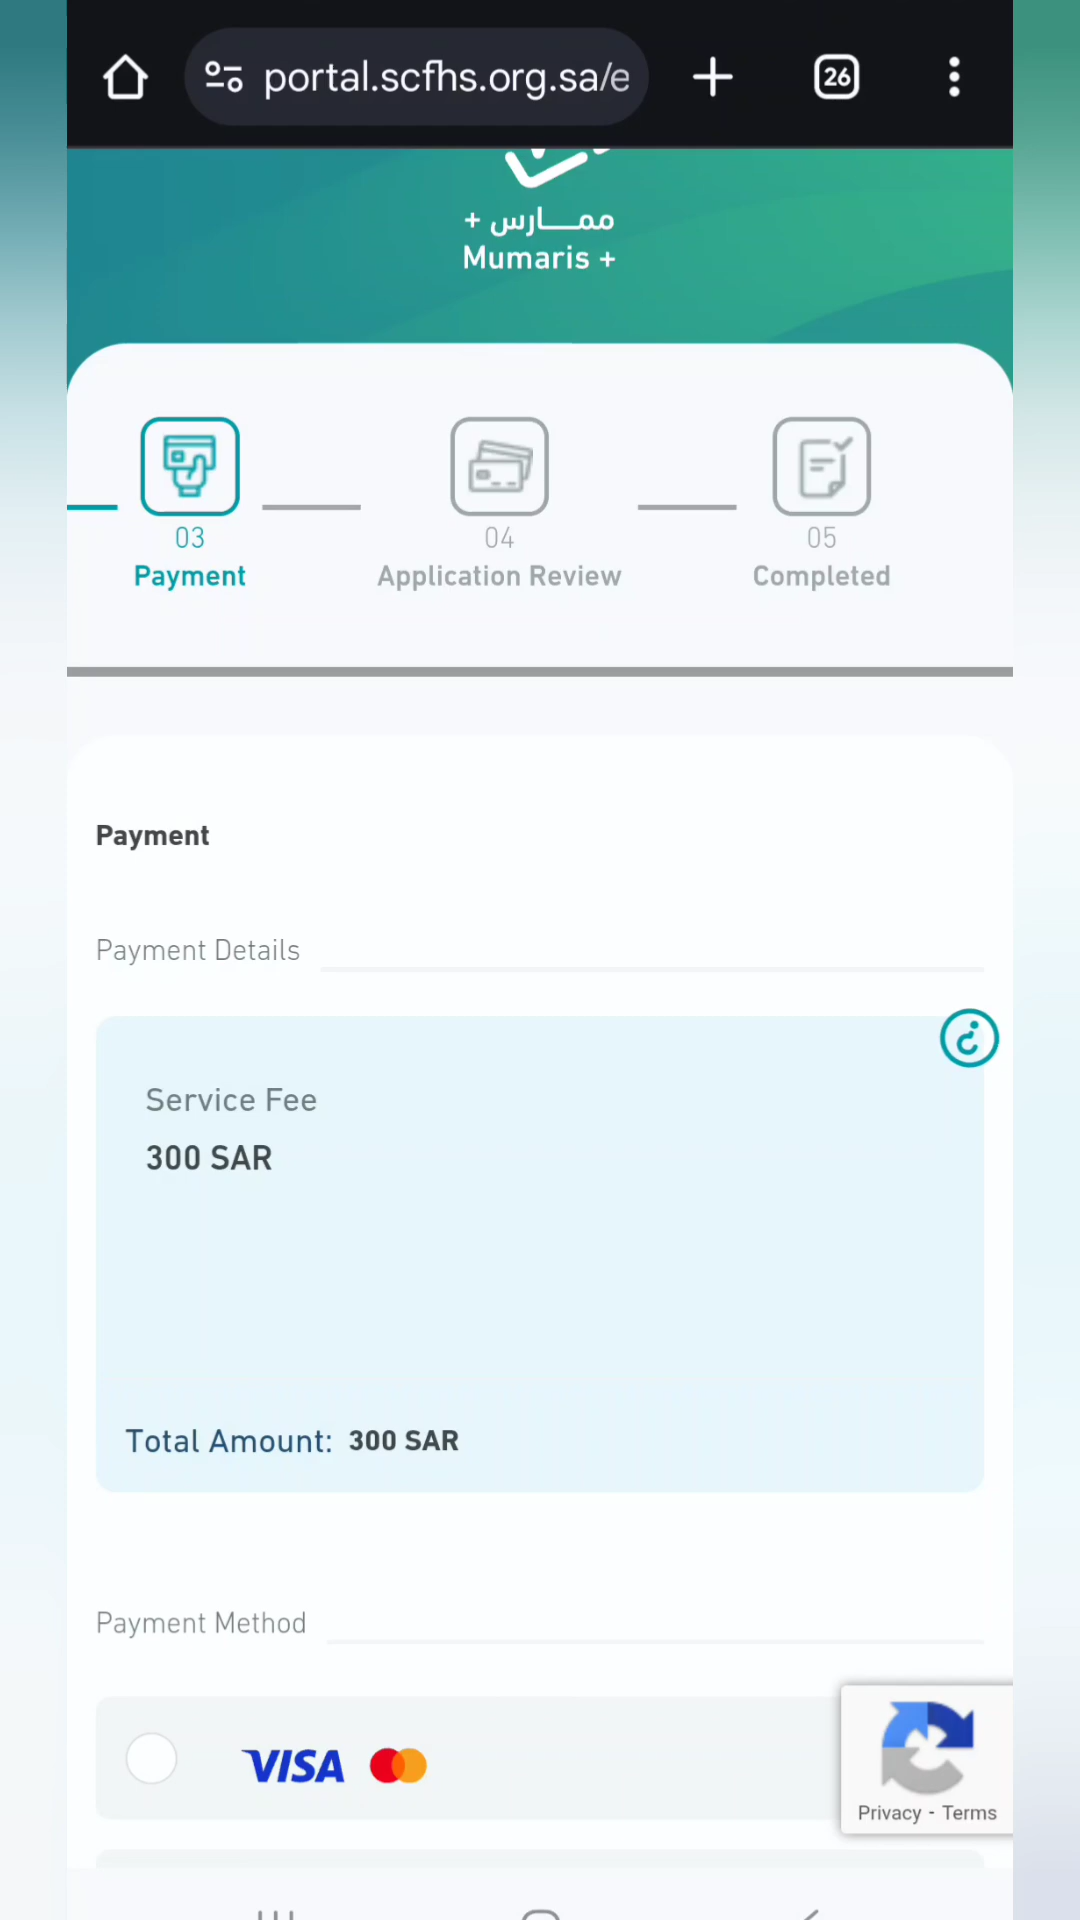 portal.scfhs.org.sa/e
26
ممـــارس +
Mumaris +
03
Payment
04
Application Review
05
Completed
Payment
Payment Details
؟
Service Fee
300 SAR
Total Amount: 300 SAR
Payment Method
VISA
Privacy - Terms